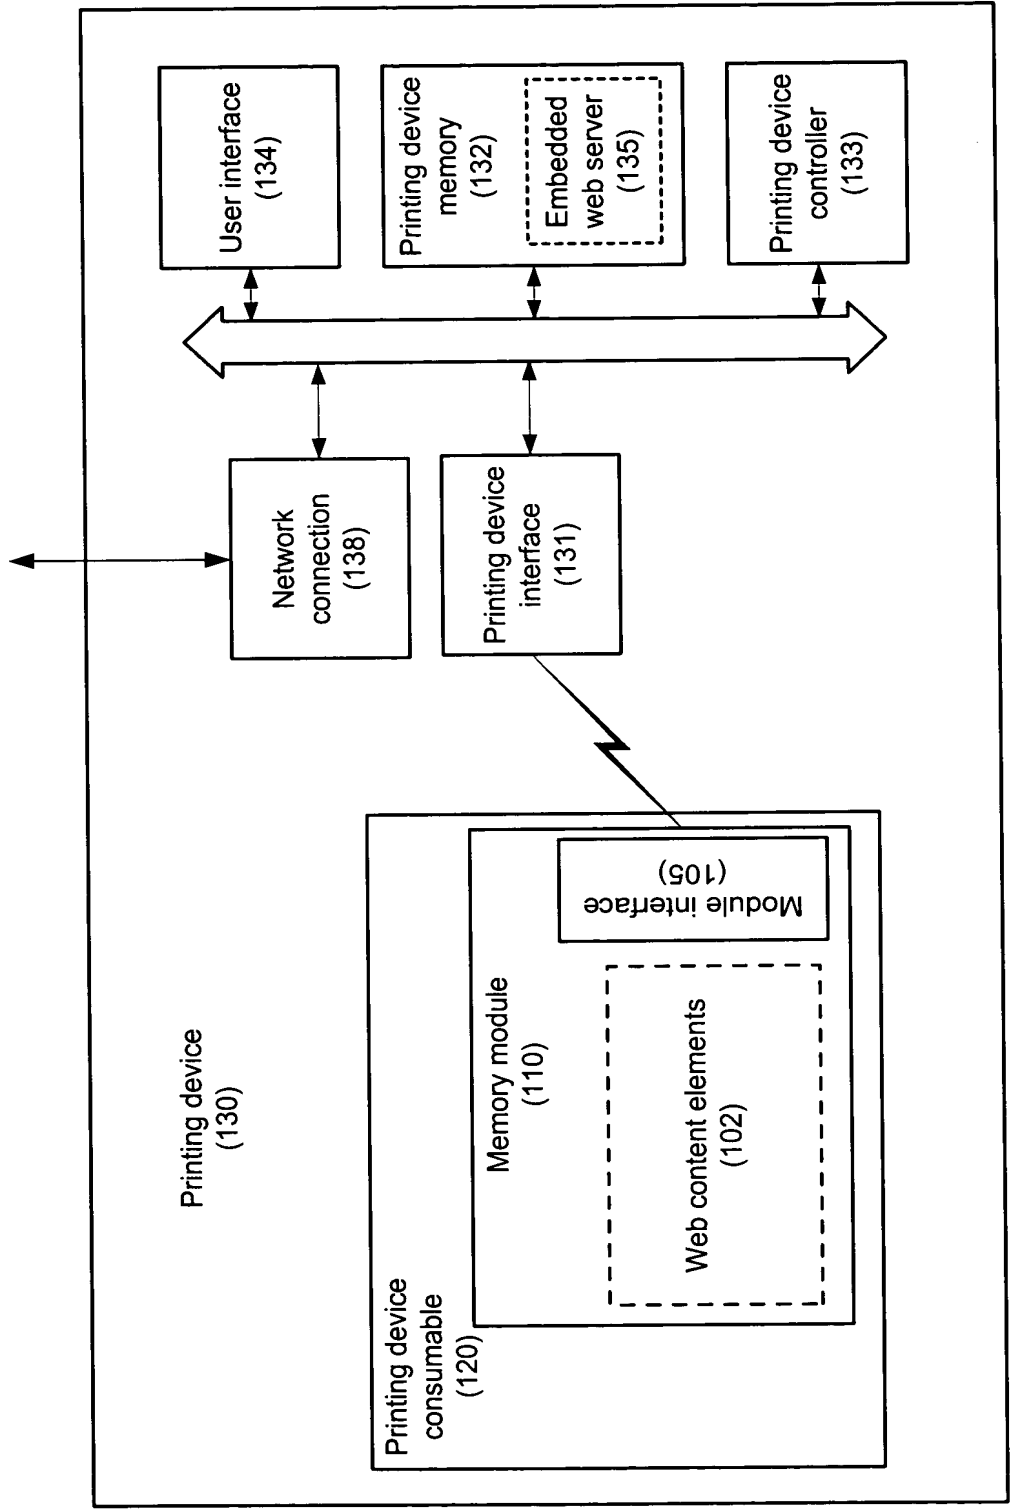 Printing device
(130)
Printing device
consumable
(120)
Memory module
(110)
Web content elements
(102)
Module interface
(105)
Network
connection
(138)
Printing device
interface
(131)
User interface
(134)
Printing device
memory
(132)
Embedded
web server
(135)
Printing device
controller
(133)